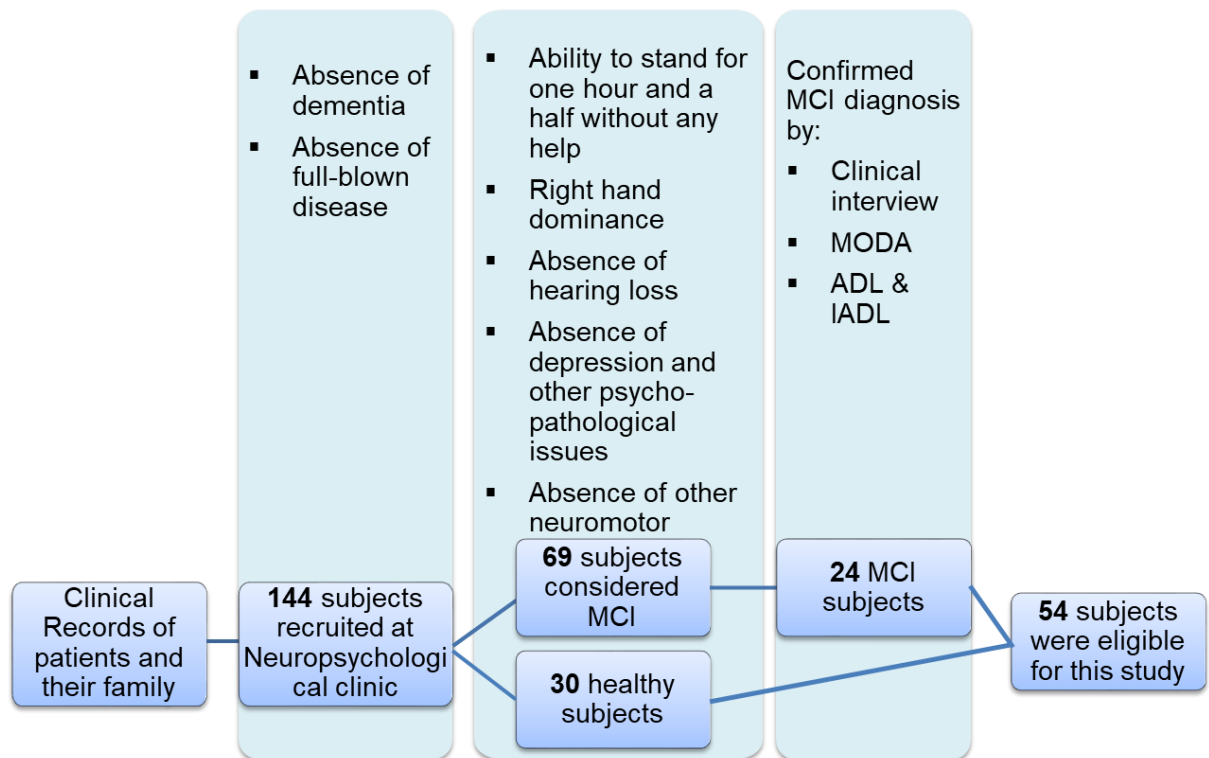 ▪ Absence of
dementia
▪ Absence of
full-blown
disease
▪ Ability to stand for
one hour and a
half without any
help
▪ Right hand
dominance
▪ Absence of
hearing loss
▪ Absence of
depression and
other psycho-
pathological
issues
▪ Absence of other
neuromotor
Confirmed
MCI diagnosis
by:
▪ Clinical
interview
▪ MODA
▪ ADL &
IADL
Clinical
Records of
patients and
their family
144 subjects
recruited at
Neuropsychologi
cal clinic
69 subjects
considered
MCI
30 healthy
subjects
24 MCI
subjects
54 subjects
were eligible
for this study